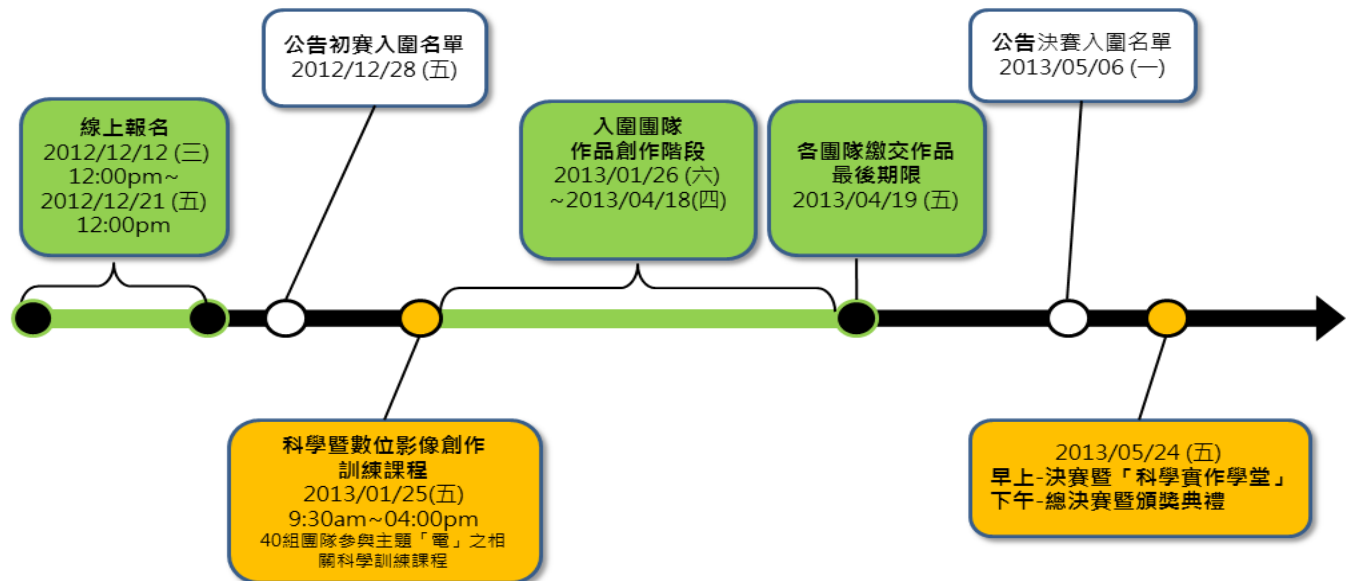 公告初賽入圍名單
2012/12/28 (五)
公告決賽入圍名單
2013/05/06 (一)
線上報名
2012/12/12 (三)
12:00pm~
2012/12/21 (五)
12:00pm
入圍團隊
作品創作階段
2013/01/26 (六)
~2013/04/18(四)
各團隊繳交作品
最後期限
2013/04/19 (五)
科學暨數位影像創作
訓練課程
2013/01/25(五)
9:30am~04:00pm
40組團隊參與主題「電」之相
關科學訓練課程
2013/05/24 (五)
早上-決賽暨「科學實作學堂」
下午-總決賽暨頒獎典禮